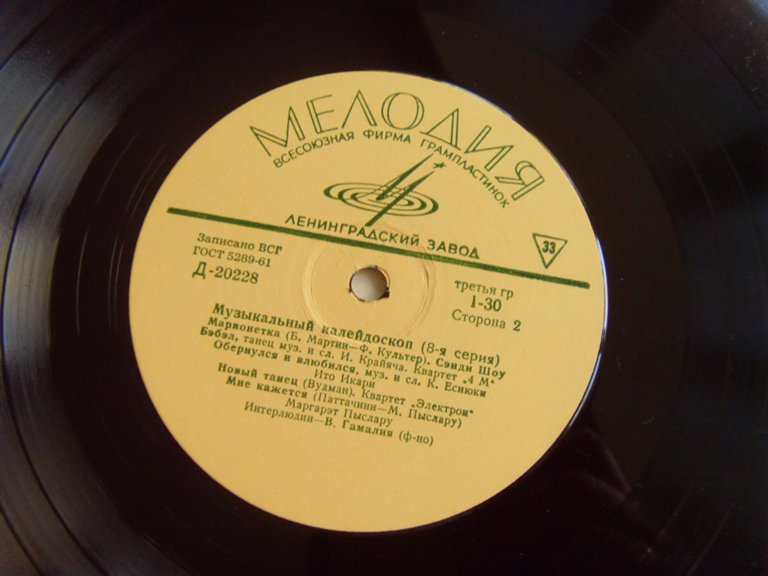 МЕЛОДИЯ
ВСЕСОЮЗНАЯ ФИРМА ГРАМПЛАСТИНОК
ЛЕНИНГРАДСКИЙ ЗАВОД
33
Записано ВСГ
ГОСТ 5289-61
Д-20228
третья гр
1-30
Сторона 2
Музыкальный калейдоскоп (8-я серия)
Марионетка (Б. Мартин—Ф. Культер). Сэнди Шоу
Бэбэл, танец муз. и сл. И. Крайяча. Квартет „4 М"
Обернулся и влюбился, муз. и сл. К. Есиюки
Ито Икари
Новый танец (Вудман). Квартет „Электрон"
Мне кажется (Паттачини—М. Пыслару)
Маргарэт Пыслару
Интерлюдии—В. Гамалия (ф-но)